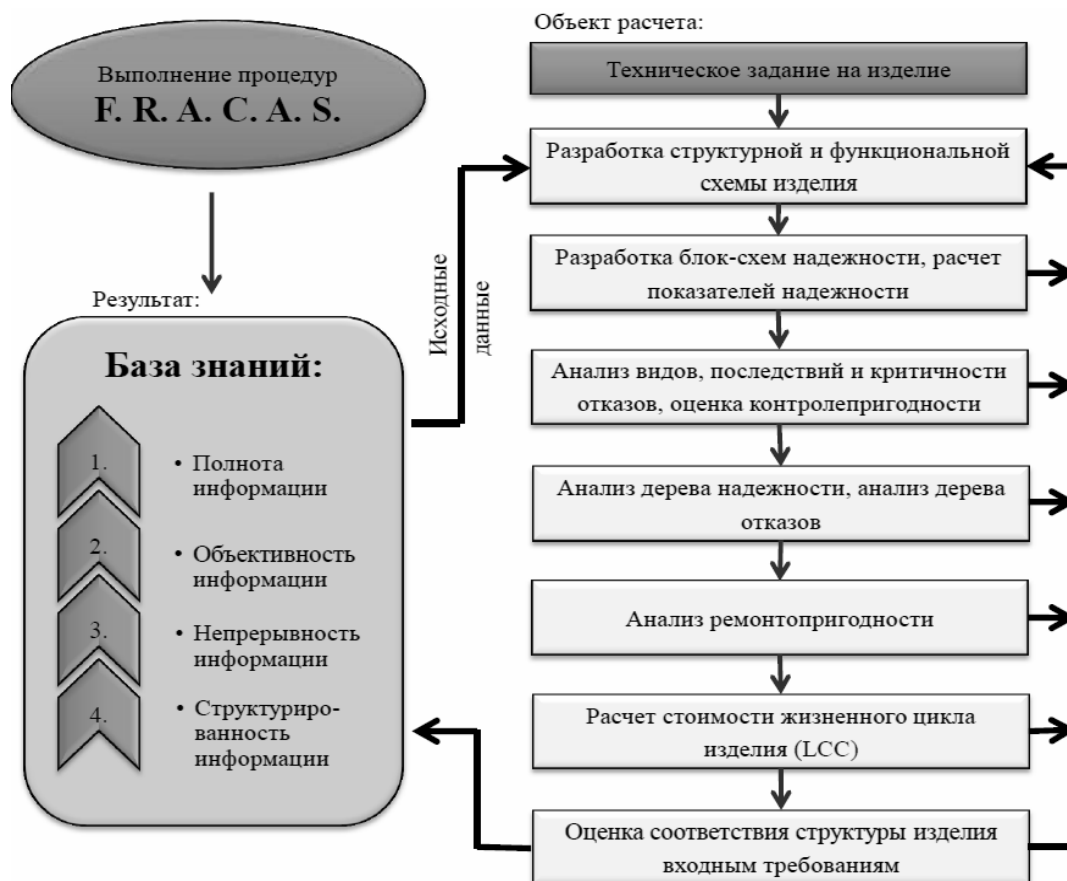 Выполнение процедур
F. R. A. C. A. S.
Результат:
База знаний:
1.
• Полнота
информации
2.
• Объективность
информации
3.
• Непрерывность
информации
4.
• Структуриро-
ванность
информации
Исходные
данные
Объект расчета:
Техническое задание на изделие
Разработка структурной и функциональной
схемы изделия
Разработка блок-схем надежности, расчет
показателей надежности
Анализ видов, последствий и критичности
отказов, оценка контролепригодности
Анализ дерева надежности, анализ дерева
отказов
Анализ ремонтопригодности
Расчет стоимости жизненного цикла
изделия (LCC)
Оценка соответствия структуры изделия
входным требованиям